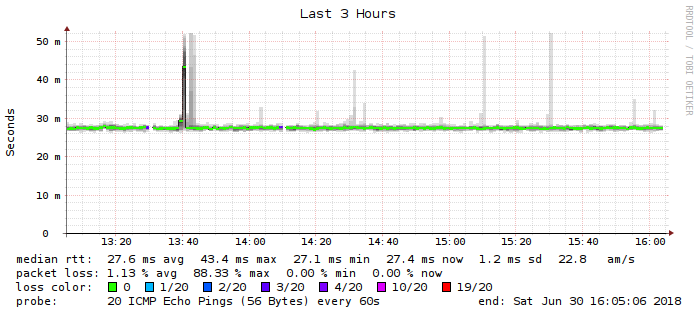 Last 3 Hours
RRDTOOL / TOBI OETIKER
Seconds
50 m
40 m
30 m
20 m
10 m
0
13:20 13:40 14:00 14:20 14:40 15:00 15:20 15:40 16:00
median rtt: 27.6 ms avg 43.4 ms max 27.1 ms min 27.4 ms now 1.2 ms sd 22.8 am/s
packet loss: 1.13 % avg 88.33 % max 0.00 % min 0.00 % now
loss color: 0 1/20 2/20 3/20 4/20 10/20 19/20
probe: 20 ICMP Echo Pings (56 Bytes) every 60s end: Sat Jun 30 16:05:06 2018